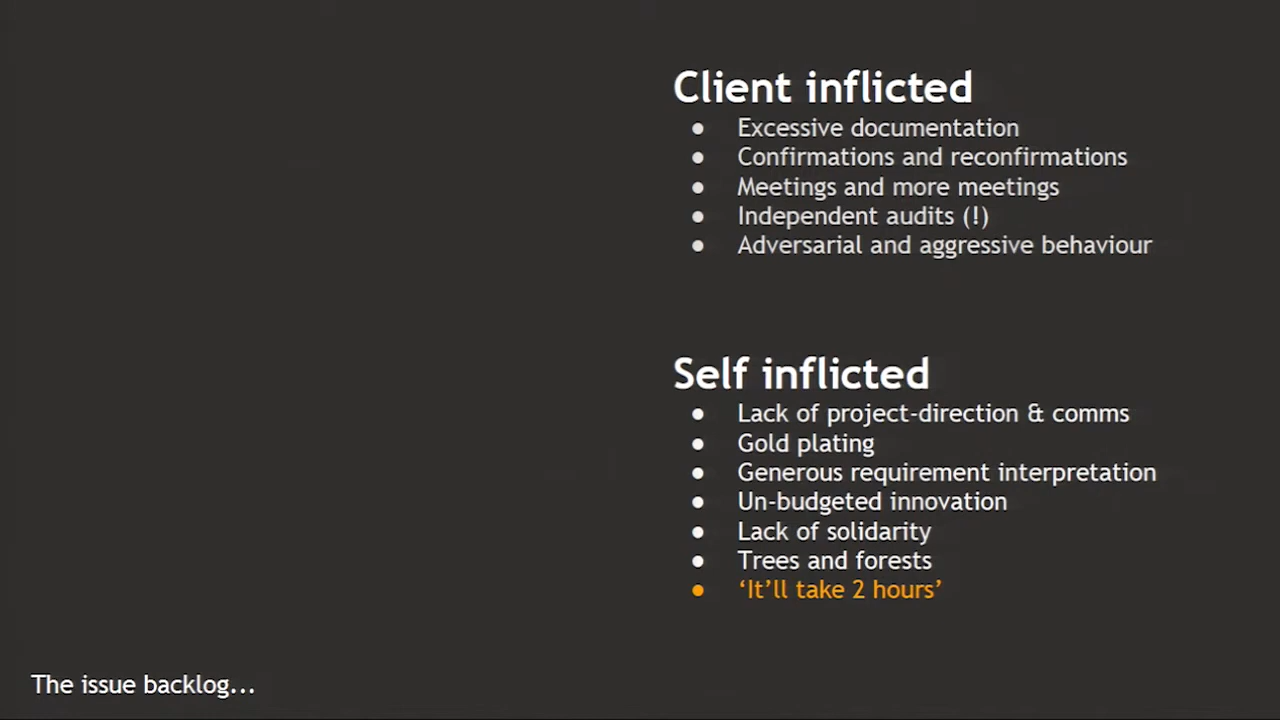 Client inflicted
● Excessive documentation
● Confirmations and reconfirmations
● Meetings and more meetings
● Independent audits (!)
● Adversarial and aggressive behaviour
Self inflicted
● Lack of project-direction & comms
● Gold plating
● Generous requirement interpretation
● Un-budgeted innovation
● Lack of solidarity
● Trees and forests
● ‘It’ll take 2 hours’
The issue backlog...